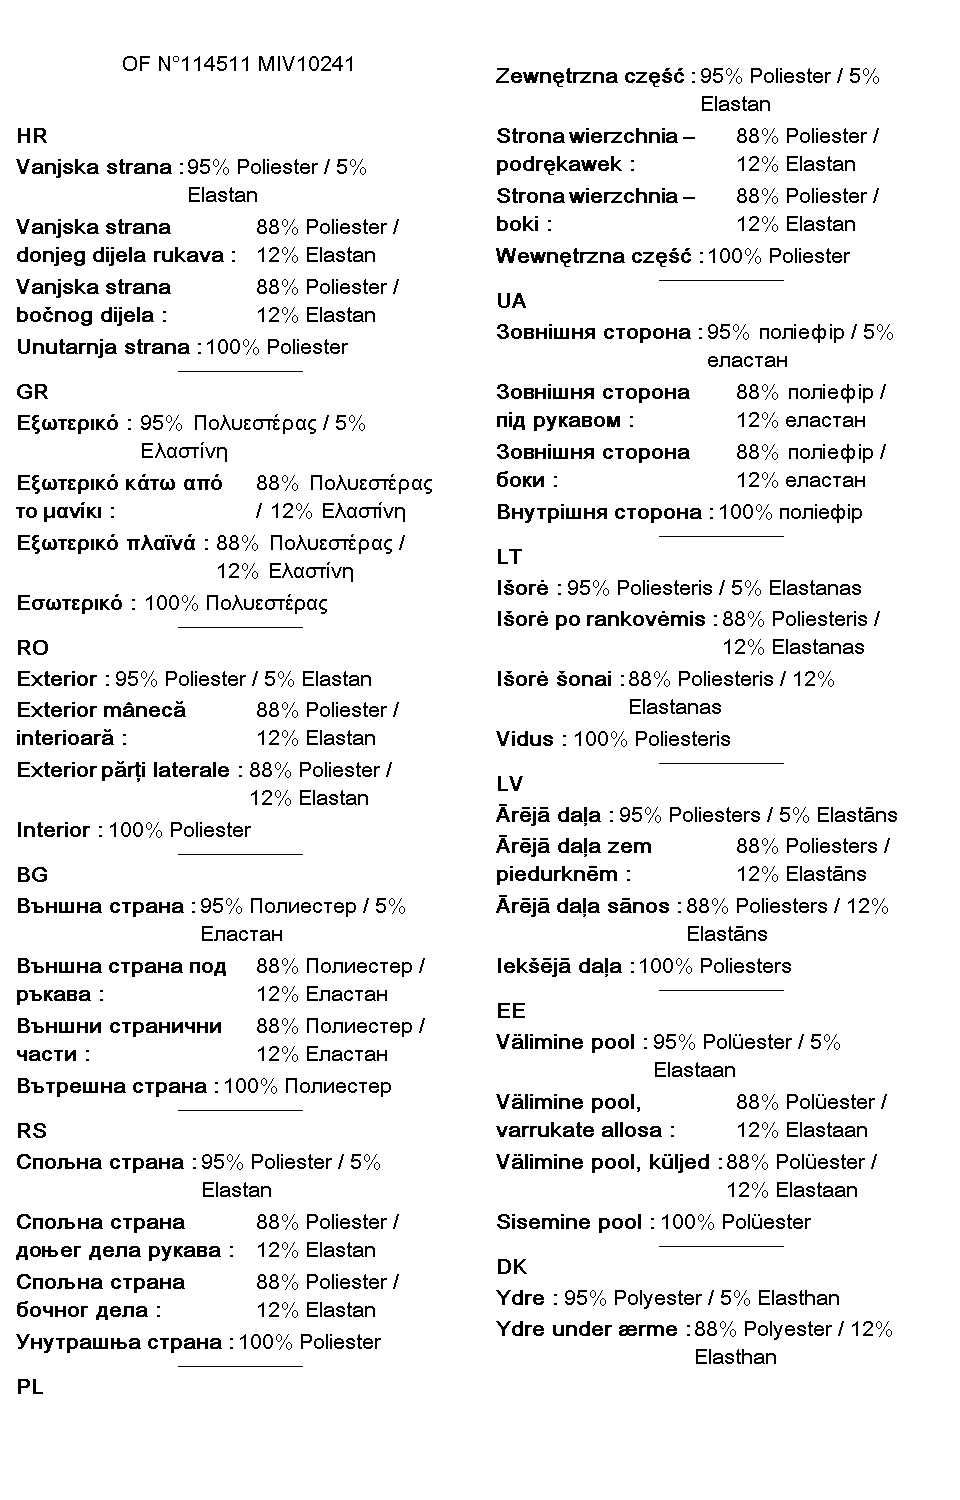 OF N°114511 MIV10241
HR
Vanjska strana : 95% Poliester / 5%
Elastan
Vanjska strana 88% Poliester /
donjeg dijela rukava : 12% Elastan
Vanjska strana 88% Poliester /
bočnog dijela : 12% Elastan
Unutarnja strana : 100% Poliester
GR
Εξωτερικό : 95% Πολυεστέρας / 5%
Ελαστίνη
Εξωτερικό κάτω από 88% Πολυεστέρας
το μανίκι : / 12% Ελαστίνη
Εξωτερικό πλαϊνά : 88% Πολυεστέρας /
12% Ελαστίνη
Εσωτερικό : 100% Πολυεστέρας
RO
Exterior : 95% Poliester / 5% Elastan
Exterior mânecă 88% Poliester /
interioară : 12% Elastan
Exterior părți laterale : 88% Poliester /
12% Elastan
Interior : 100% Poliester
BG
Външна страна : 95% Полиестер / 5%
Еластан
Външна страна под 88% Полиестер /
ръкава : 12% Еластан
Външни странични 88% Полиестер /
части : 12% Еластан
Вътрешна страна : 100% Полиестер
RS
Спољна страна : 95% Poliester / 5%
Elastan
Спољна страна 88% Poliester /
доњег дела рукава : 12% Elastan
Спољна страна 88% Poliester /
бочног дела : 12% Elastan
Унутрашња страна : 100% Poliester
PL
Zewnętrzna część : 95% Poliester / 5%
Elastan
Strona wierzchnia – 88% Poliester /
podrękawek : 12% Elastan
Strona wierzchnia – 88% Poliester /
boki : 12% Elastan
Wewnętrzna część : 100% Poliester
UA
Зовнішня сторона : 95% поліефір / 5%
еластан
Зовнішня сторона 88% поліефір /
під рукавом : 12% еластан
Зовнішня сторона 88% поліефір /
боки : 12% еластан
Внутрішня сторона : 100% поліефір
LT
Išorė : 95% Poliesteris / 5% Elastanas
Išorė po rankovėmis : 88% Poliesteris /
12% Elastanas
Išorė šonai : 88% Poliesteris / 12%
Elastanas
Vidus : 100% Poliesteris
LV
Ārējā daļa : 95% Poliesters / 5% Elastāns
Ārējā daļa zem 88% Poliesters /
piedurknēm : 12% Elastāns
Ārējā daļa sānos : 88% Poliesters / 12%
Elastāns
Iekšējā daļa : 100% Poliesters
EE
Välimine pool : 95% Polüester / 5%
Elastaan
Välimine pool, 88% Polüester /
varrukate allosa : 12% Elastaan
Välimine pool, küljed : 88% Polüester /
12% Elastaan
Sisemine pool : 100% Polüester
DK
Ydre : 95% Polyester / 5% Elasthan
Ydre under ærme : 88% Polyester / 12%
Elasthan